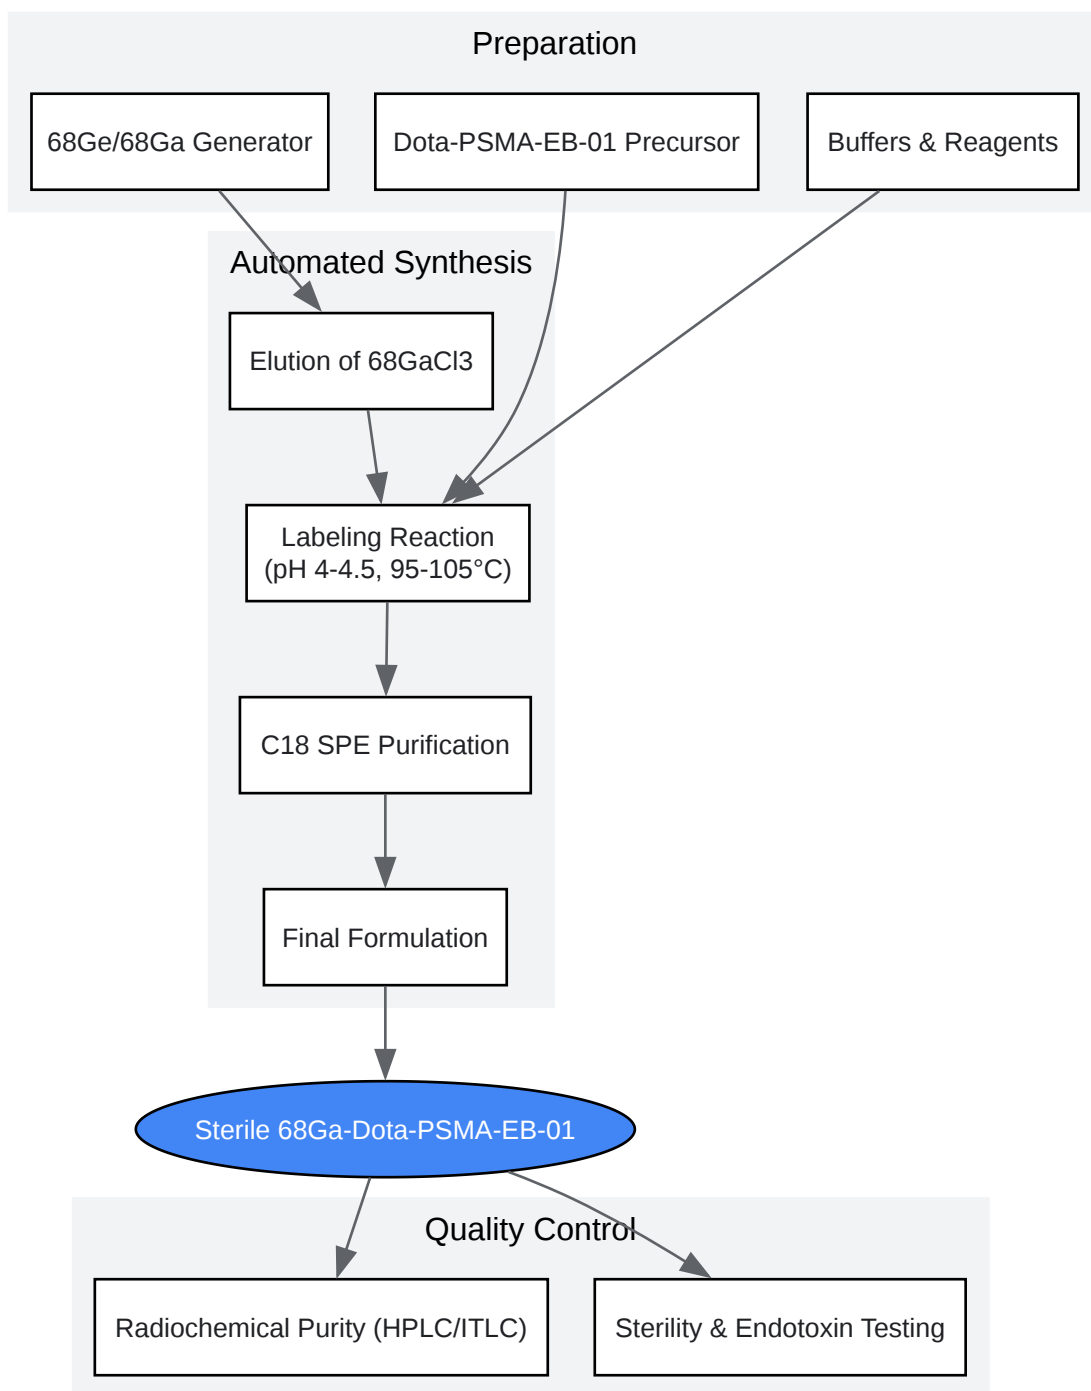 Preparation
68Ge/68Ga Generator
Dota-PSMA-EB-01 Precursor
Buffers & Reagents
Automated Synthesis
Elution of 68GaCl3
Labeling Reaction
(pH 4-4.5, 95-105°C)
C18 SPE Purification
Final Formulation
Sterile 68Ga-Dota-PSMA-EB-01
Quality Control
Radiochemical Purity (HPLC/ITLC)
Sterility & Endotoxin Testing